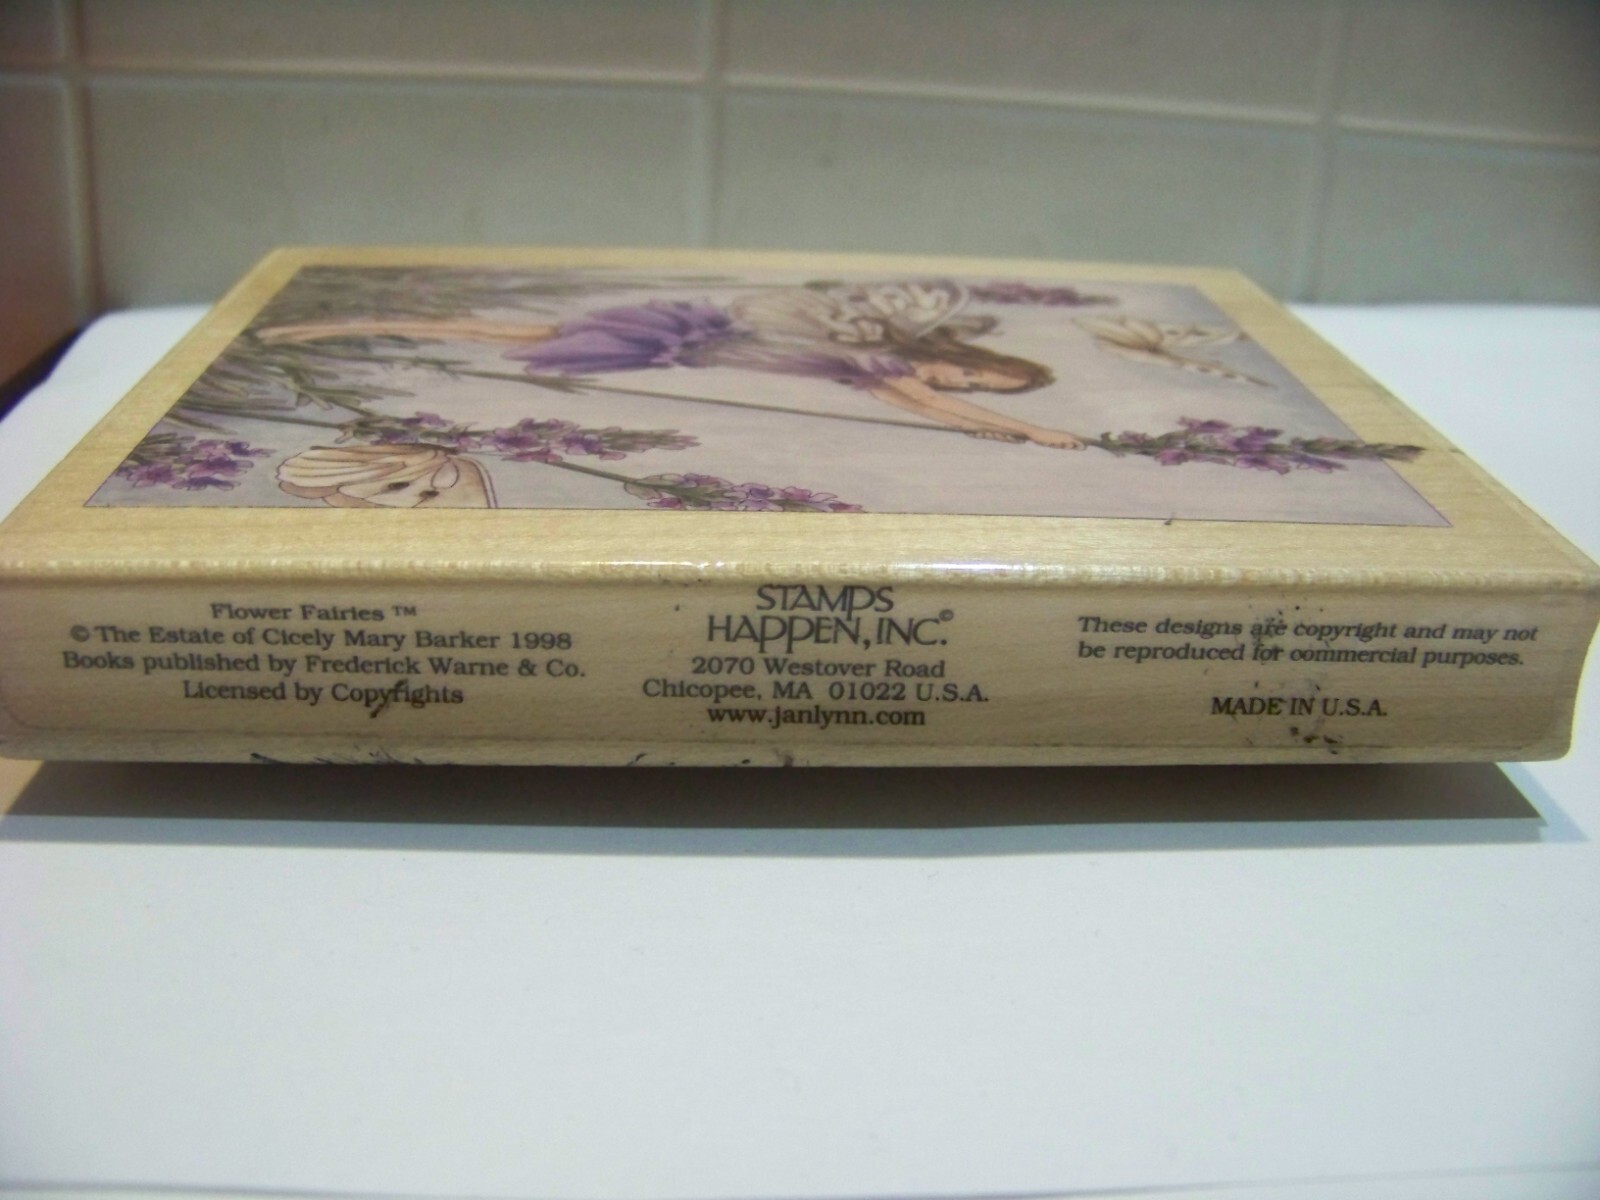 Flower Fairies ™
© The Estate of Cicely Mary Barker 1998
Books published by Frederick Warne & Co.
Licensed by Copyrights
STAMPS
HAPPEN, INC.©
2070 Westover Road
Chicopee, MA 01022 U.S.A.
www.janlynn.com
These designs are copyright and may not
be reproduced for commercial purposes.
MADE IN U.S.A.